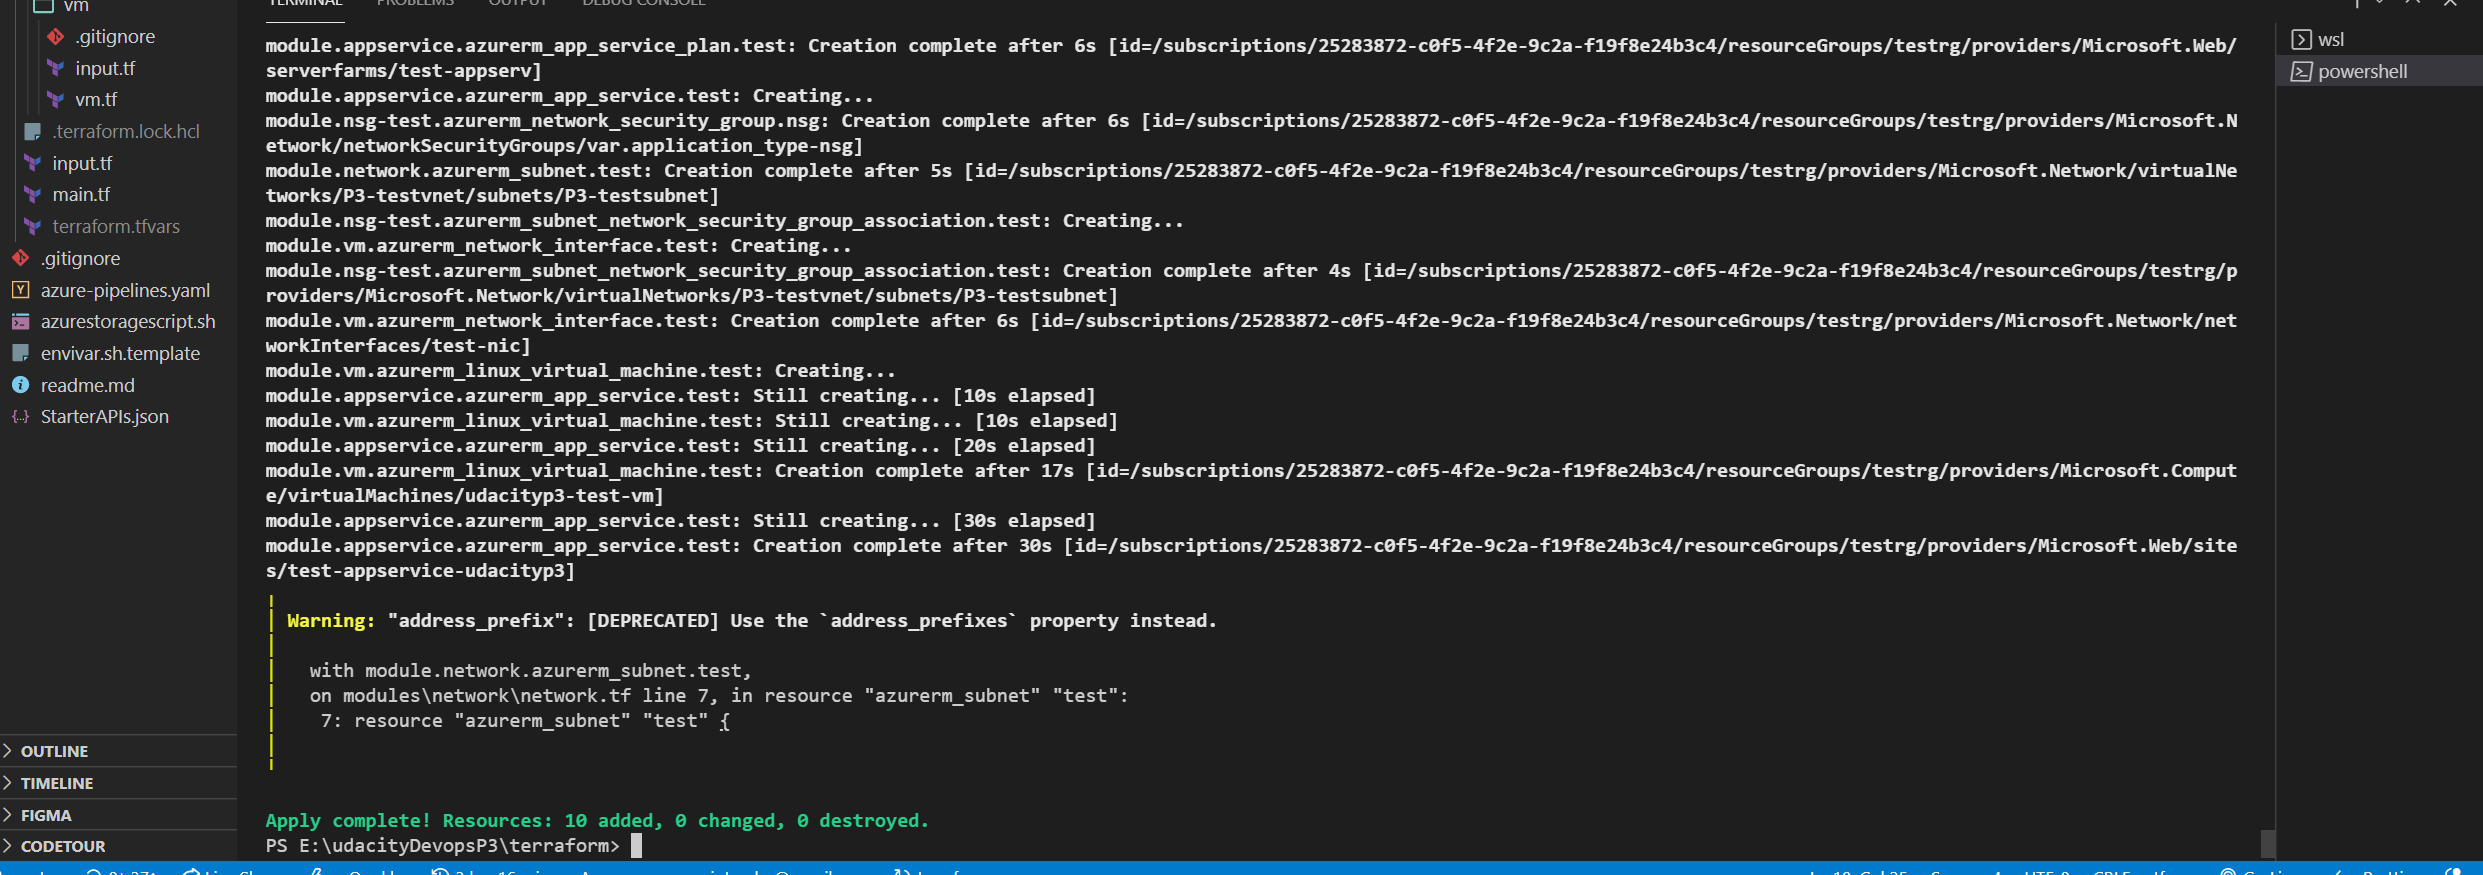 vm
.gitignore
input.tf
vm.tf
.terraform.lock.hcl
input.tf
main.tf
terraform.tfvars
.gitignore
azure-pipelines.yaml
azurestoragescript.sh
envivar.sh.template
readme.md
StarterAPIs.json
OUTLINE
TIMELINE
FIGMA
CODETOUR
TERMINAL PROBLEMS OUTPUT DEBUG CONSOLE
module.appservice.azurerm_app_service_plan.test: Creation complete after 6s [id=/subscriptions/25283872-c0f5-4f2e-9c2a-f19f8e24b3c4/resourceGroups/testrg/providers/Microsoft.Web/
serverfarms/test-appserv]
module.appservice.azurerm_app_service.test: Creating...
module.nsg-test.azurerm_network_security_group.nsg: Creation complete after 6s [id=/subscriptions/25283872-c0f5-4f2e-9c2a-f19f8e24b3c4/resourceGroups/testrg/providers/Microsoft.N
etwork/networkSecurityGroups/var.application_type-nsg]
module.network.azurerm_subnet.test: Creation complete after 5s [id=/subscriptions/25283872-c0f5-4f2e-9c2a-f19f8e24b3c4/resourceGroups/testrg/providers/Microsoft.Network/virtualNe
tworks/P3-testvnet/subnets/P3-testsubnet]
module.nsg-test.azurerm_subnet_network_security_group_association.test: Creating...
module.vm.azurerm_network_interface.test: Creating...
module.nsg-test.azurerm_subnet_network_security_group_association.test: Creation complete after 4s [id=/subscriptions/25283872-c0f5-4f2e-9c2a-f19f8e24b3c4/resourceGroups/testrg/p
roviders/Microsoft.Network/virtualNetworks/P3-testvnet/subnets/P3-testsubnet]
module.vm.azurerm_network_interface.test: Creation complete after 6s [id=/subscriptions/25283872-c0f5-4f2e-9c2a-f19f8e24b3c4/resourceGroups/testrg/providers/Microsoft.Network/net
workInterfaces/test-nic]
module.vm.azurerm_linux_virtual_machine.test: Creating...
module.appservice.azurerm_app_service.test: Still creating... [10s elapsed]
module.vm.azurerm_linux_virtual_machine.test: Still creating... [10s elapsed]
module.appservice.azurerm_app_service.test: Still creating... [20s elapsed]
module.vm.azurerm_linux_virtual_machine.test: Creation complete after 17s [id=/subscriptions/25283872-c0f5-4f2e-9c2a-f19f8e24b3c4/resourceGroups/testrg/providers/Microsoft.Comput
e/virtualMachines/udacityp3-test-vm]
module.appservice.azurerm_app_service.test: Still creating... [30s elapsed]
module.appservice.azurerm_app_service.test: Creation complete after 30s [id=/subscriptions/25283872-c0f5-4f2e-9c2a-f19f8e24b3c4/resourceGroups/testrg/providers/Microsoft.Web/site
s/test-appservice-udacityp3]
Warning: "address_prefix": [DEPRECATED] Use the `address_prefixes` property instead.
with module.network.azurerm_subnet.test,
on modules\network\network.tf line 7, in resource "azurerm_subnet" "test":
7: resource "azurerm_subnet" "test" {
Apply complete! Resources: 10 added, 0 changed, 0 destroyed.
PS E:\udacityDevopsP3\terraform>
wsl
powershell